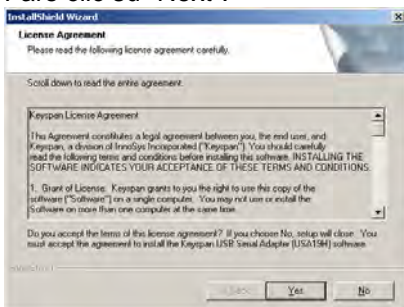 Fare clic su "Next".
InstallShield Wizard
License Agreement
Please read the following license agreement carefully.
Scroll down to read the entire agreement.
Keyspan License Agreement
This Agreement constitutes a legal agreement between you, the end user, and
Keyspan, a division of InnoSys Incorporated ("Keyspan"). You should carefully
read the following terms and conditions before installing this software. INSTALLING THE
SOFTWARE INDICATES YOUR ACCEPTANCE OF THESE TERMS AND CONDITIONS.
1. Grant of License. Keyspan grants to you the right to use this copy of the
software ("Software") on a single computer. You may not use or install the
Software on more than one computer at the same time.
Do you accept the terms of this license agreement? If you choose No, setup will close. You
must accept the agreement to install the Keyspan USB Serial Adapter (USA19H) software.
InstallShield
< Back
Yes
No